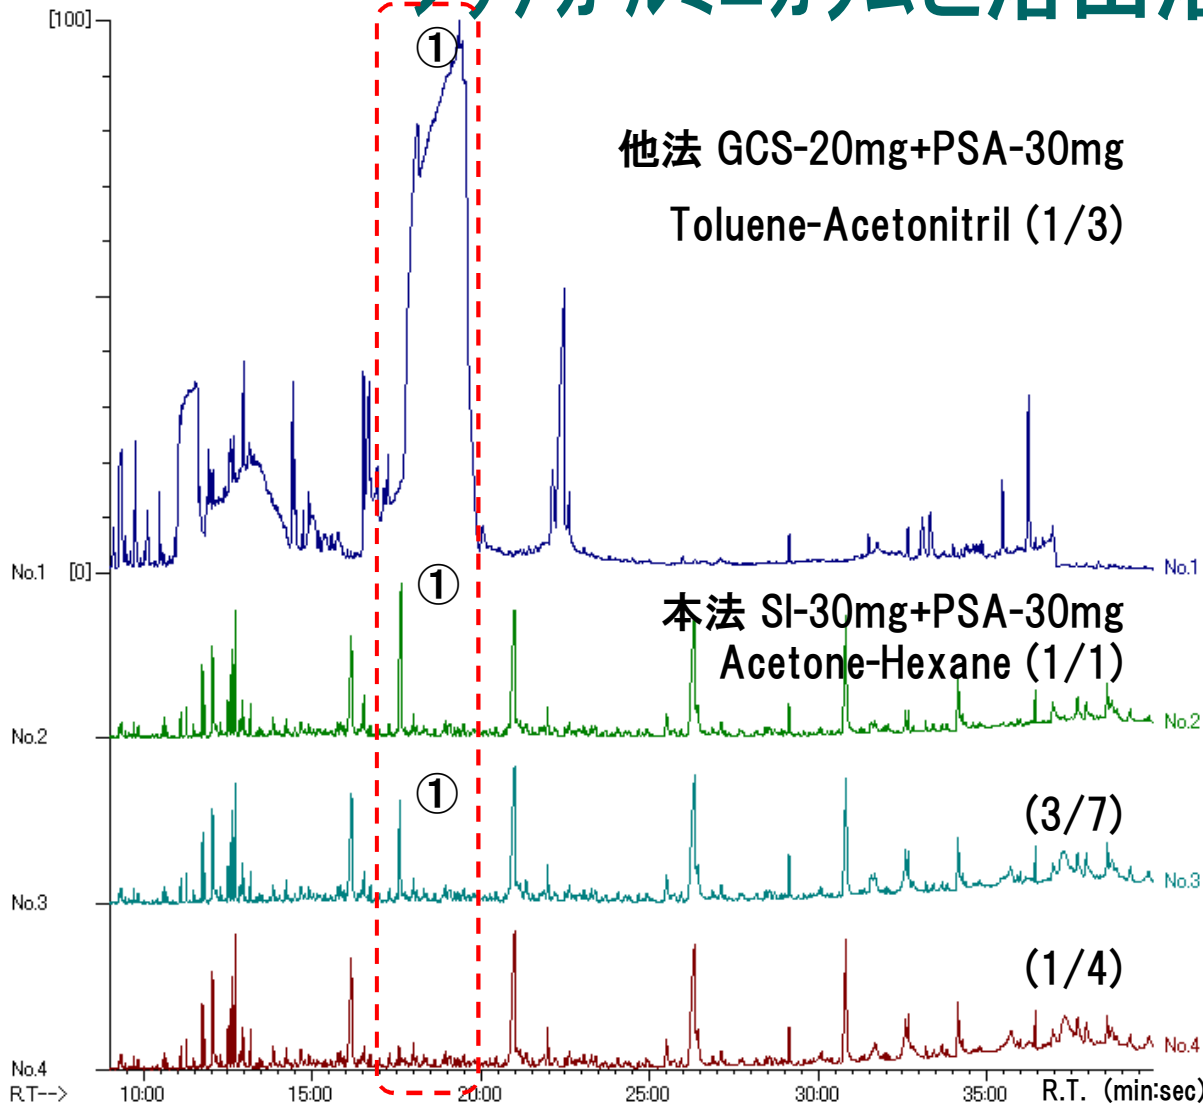 [100]
①
他法 GCS-20mg+PSA-30mg
Toluene-Acetonitril (1/3)
No.1 [0] No.1
①
本法 SI-30mg+PSA-30mg
Acetone-Hexane (1/1)
No.2 No.2
①
(3/7)
No.3 No.3
(1/4)
No.4 No.4
R.T--> 10:00 15:00 20:00 25:00 30:00 35:00 R.T. (min:sec)